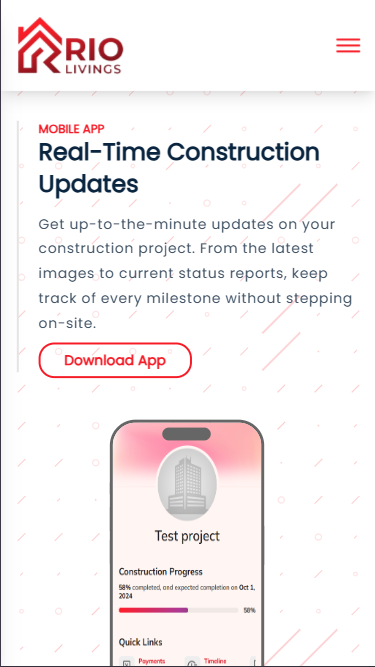 RIO
LIVINGS
MOBILE APP
Real-Time Construction
Updates
Get up-to-the-minute updates on your
construction project. From the latest
images to current status reports, keep
track of every milestone without stepping
on-site.
Download App
Test project
Construction Progress
58% completed, and expected completion on Oct 1,
2024
58%
Quick Links
Payments
Timeline